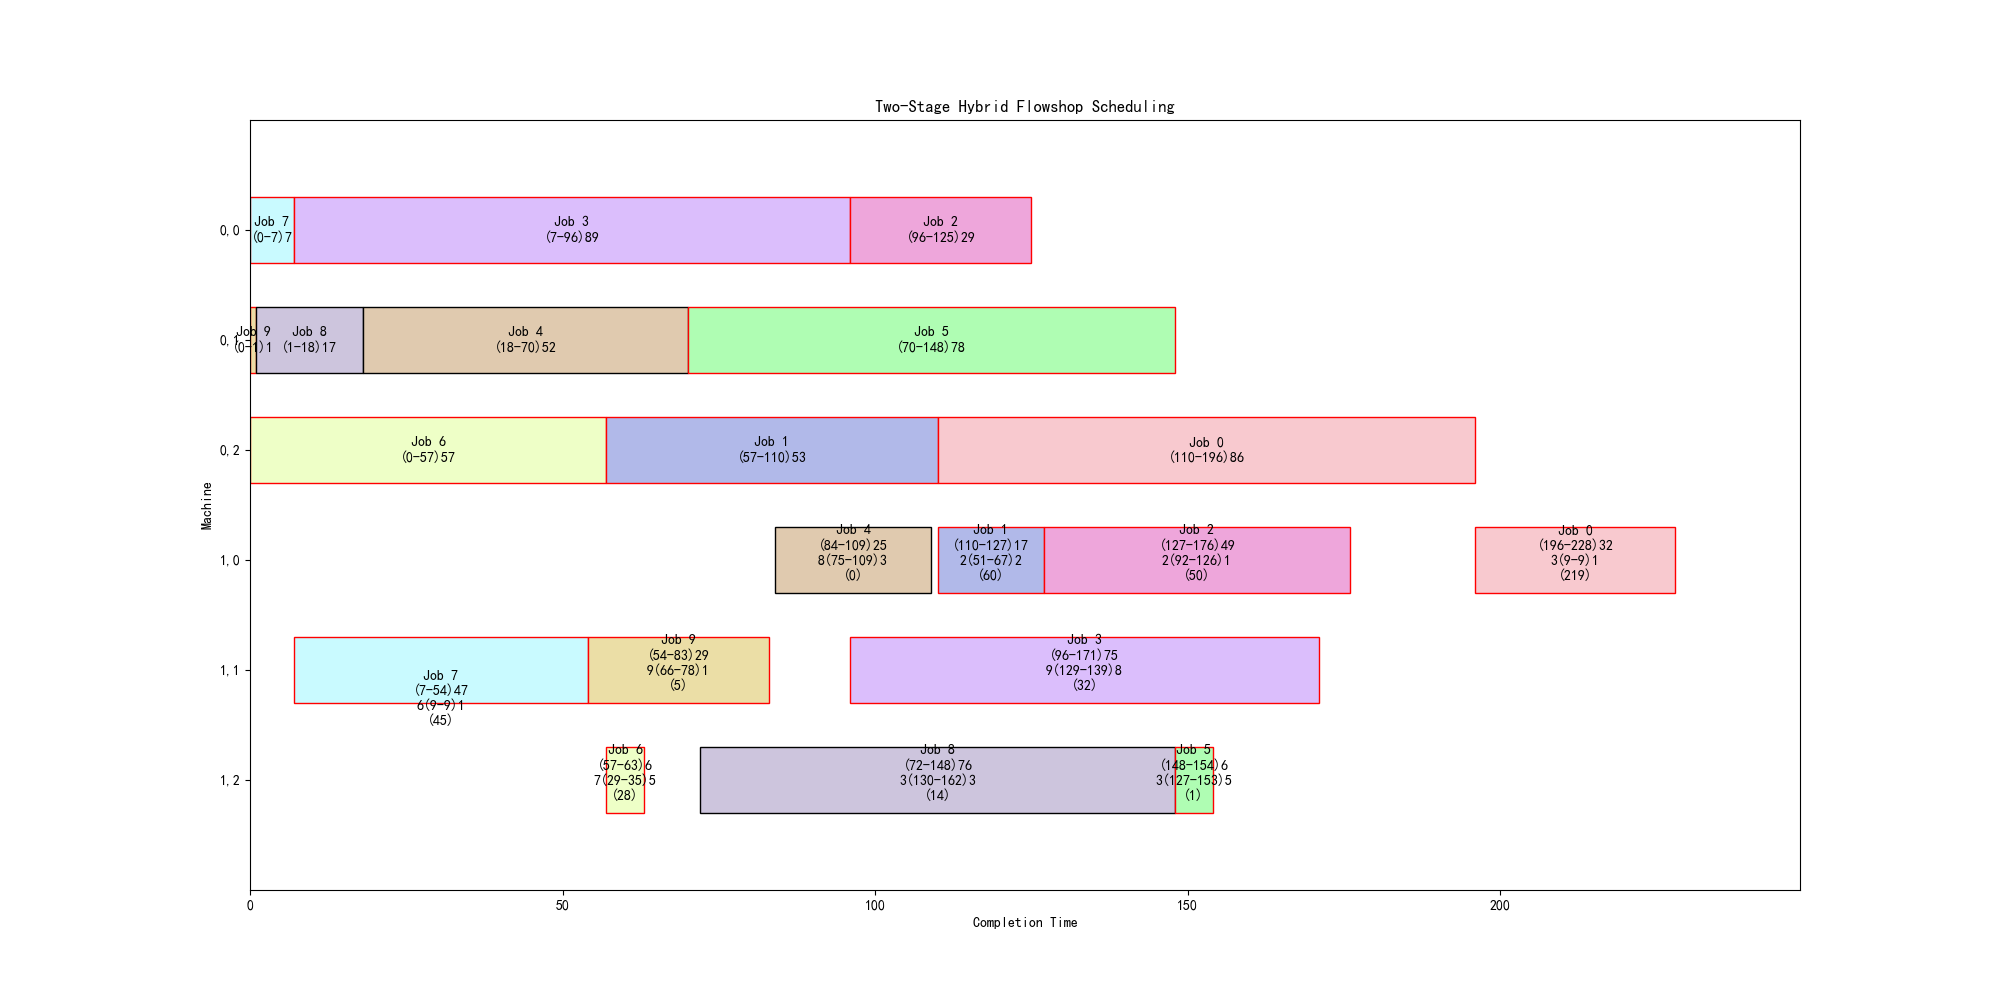 Two-Stage Hybrid Flowshop Scheduling
Machine
0,0
Job 7
(0-7)7
Job 3
(7-96)89
Job 2
(96-125)29
0,1
Job 9
(0-1)1
Job 8
(1-18)17
Job 4
(18-70)52
Job 5
(70-148)78
0,2
Job 6
(0-57)57
Job 1
(57-110)53
Job 0
(110-196)86
1,0
Job 4
(84-109)25
8(75-109)3
(0)
Job 1
(110-127)17
2(51-67)2
(60)
Job 2
(127-176)49
2(92-126)1
(50)
Job 0
(196-228)32
3(9-9)1
(219)
1,1
Job 7
(7-54)47
6(9-9)1
(45)
Job 9
(54-83)29
9(66-78)1
(5)
Job 3
(96-171)75
9(129-139)8
(32)
1,2
Job 6
(57-63)6
7(29-35)5
(28)
Job 8
(72-148)76
3(130-162)3
(14)
Job 5
(148-154)6
3(127-153)5
(1)
0
50
100
150
200
Completion Time